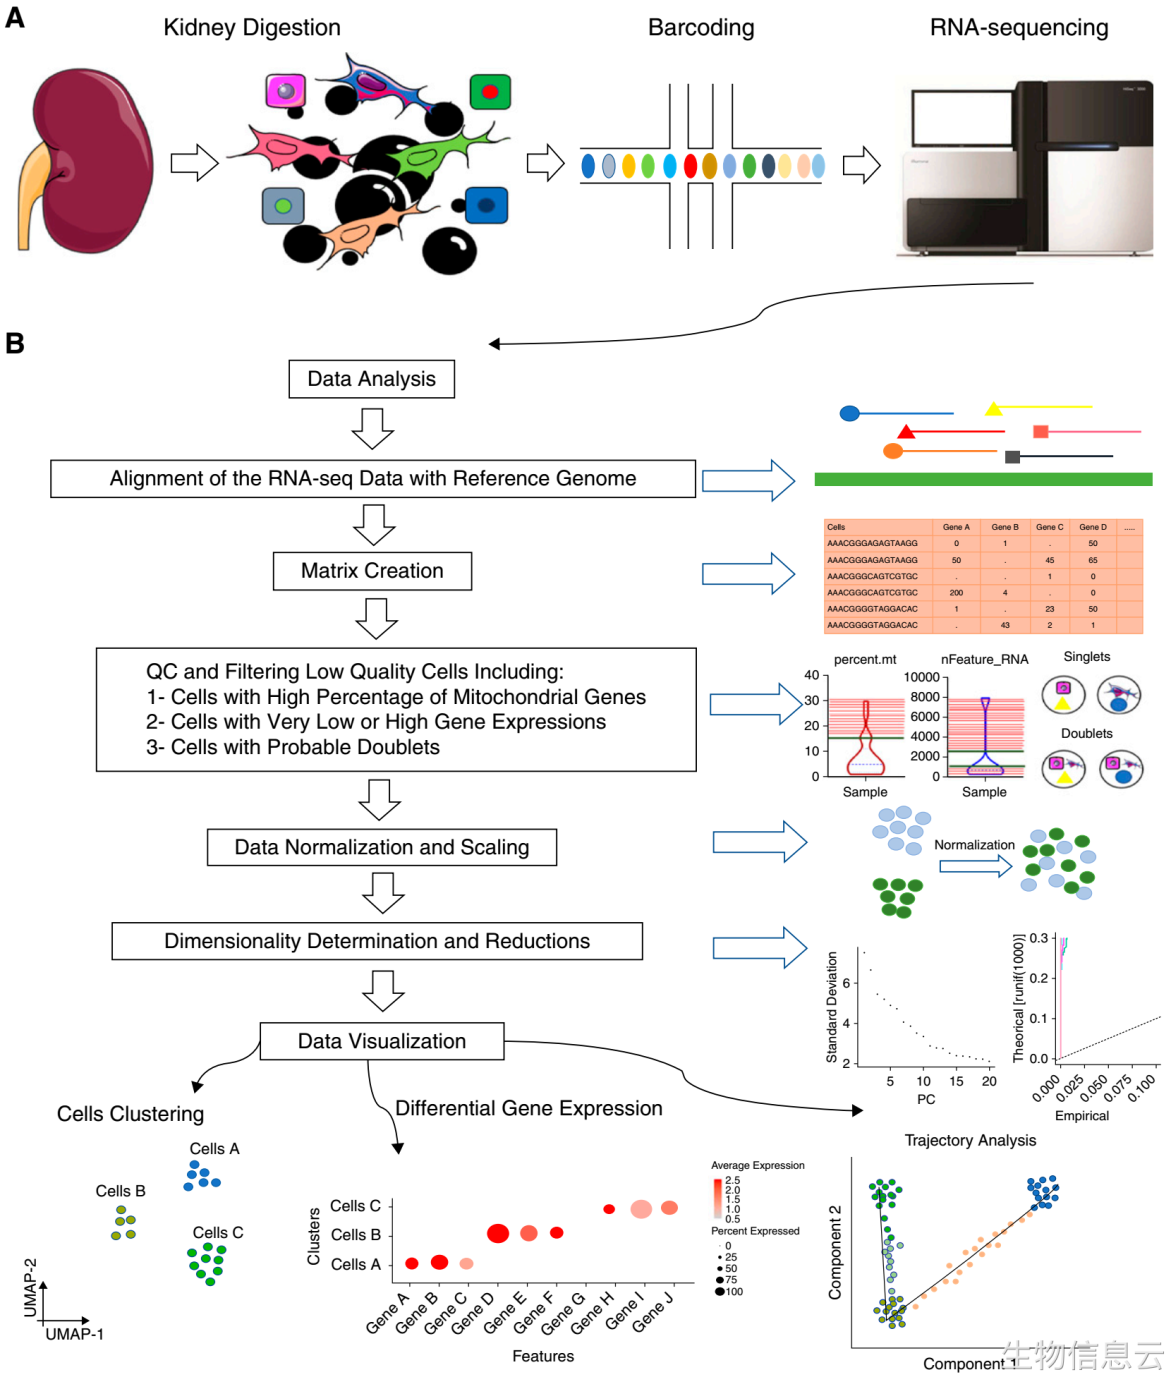 A
Kidney Digestion
Barcoding
RNA-sequencing
B
Data Analysis
Alignment of the RNA-seq Data with Reference Genome
Matrix Creation
Cells Gene A Gene B Gene C Gene D .....
AAACGGGAGAGTAAGG 0 1 . 50
AAACGGGAGAGTAAGG 50 . 45 65
AAACGGGCAGTCGTGC . . 1 0
AAACGGGCAGTCGTGC 200 4 . 0
AAACGGGGTAGGACAC 1 . 23 50
AAACGGGGTAGGACAC . 43 2 1
QC and Filtering Low Quality Cells Including:
1- Cells with High Percentage of Mitochondrial Genes
2- Cells with Very Low or High Gene Expressions
3- Cells with Probable Doublets
percent.mt
40
30
20
10
0
Sample
nFeature_RNA
10000
8000
6000
4000
2000
0
Sample
Singlets
Doublets
Data Normalization and Scaling
Normalization
Dimensionality Determination and Reductions
Standard Deviation
6
4
2
5 10 15 20
PC
Theorical [runif(1000)]
0.3
0.2
0.1
0.0
0.000 0.025 0.050 0.075 0.100
Empirical
Data Visualization
Cells Clustering
Cells A
Cells B
Cells C
UMAP-2
UMAP-1
Differential Gene Expression
Clusters
Cells C
Cells B
Cells A
Gene A Gene B Gene C Gene D Gene E Gene F Gene G Gene H Gene I Gene J
Features
Average Expression
2.5
2.0
1.5
1.0
0.5
Percent Expressed
0
25
50
75
100
Trajectory Analysis
Component 2
Component 1
生物信息云